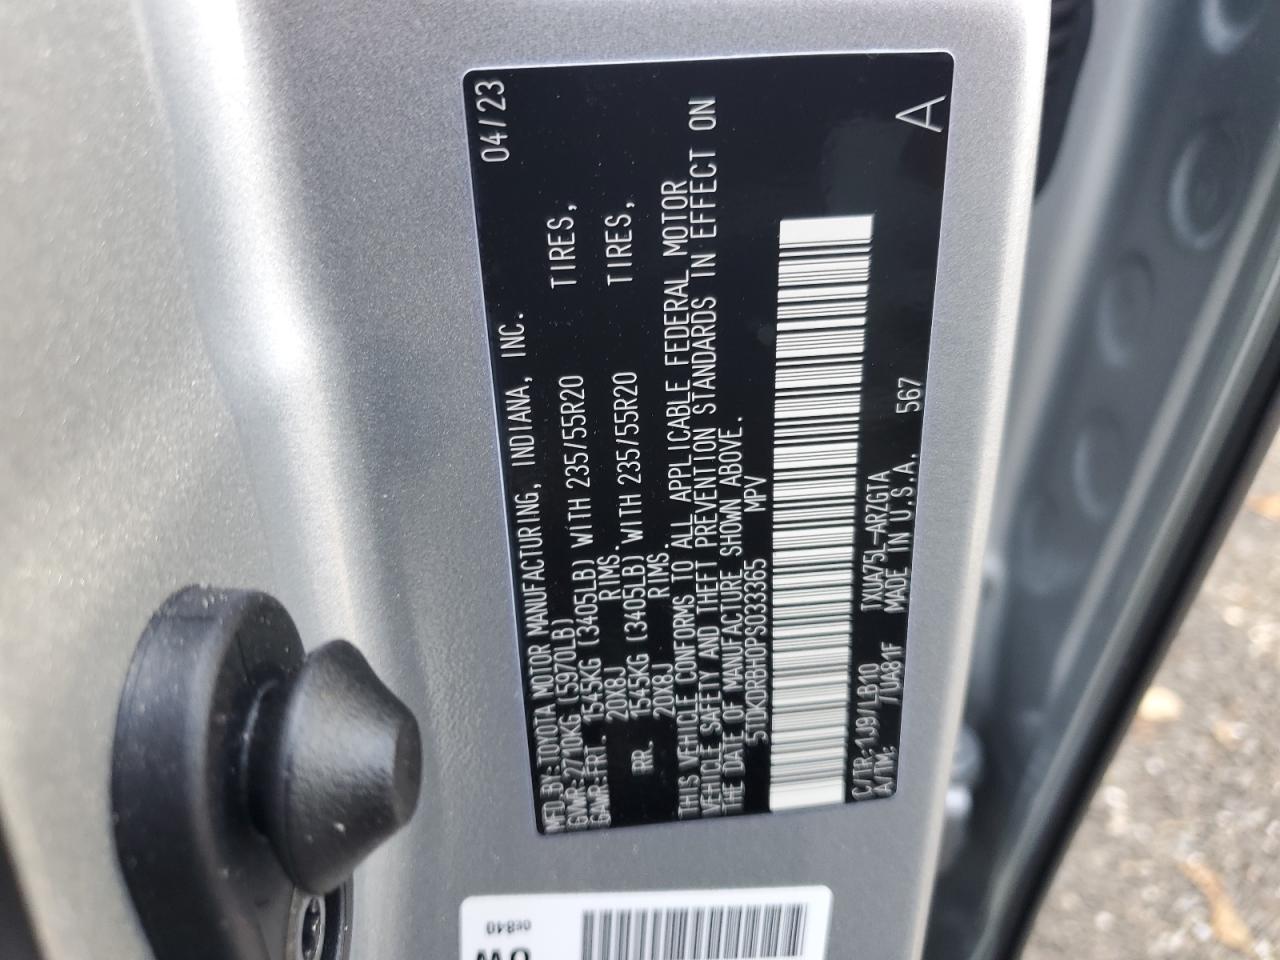 MFD.BY:TOYOTA MOTOR MANUFACTURING, INDIANA, INC. 04/23
GVWR:2710KG (5970LB)
GAWR:FRT. 1545KG (3405LB) WITH 235/55R20 TIRES,
20X8J RIMS.
RR. 1545KG (3405LB) WITH 235/55R20 TIRES,
20X8J RIMS.
THIS VEHICLE CONFORMS TO ALL APPLICABLE FEDERAL MOTOR
VEHICLE SAFETY AND THEFT PREVENTION STANDARDS IN EFFECT ON
THE DATE OF MANUFACTURE SHOWN ABOVE.
5TDKDRBH0PS033365 MPV
C/TR:1J9/LB10 TXUA75L-ARZGTA
A/TM: /UA81F MADE IN U.S.A. 567
A
0E840